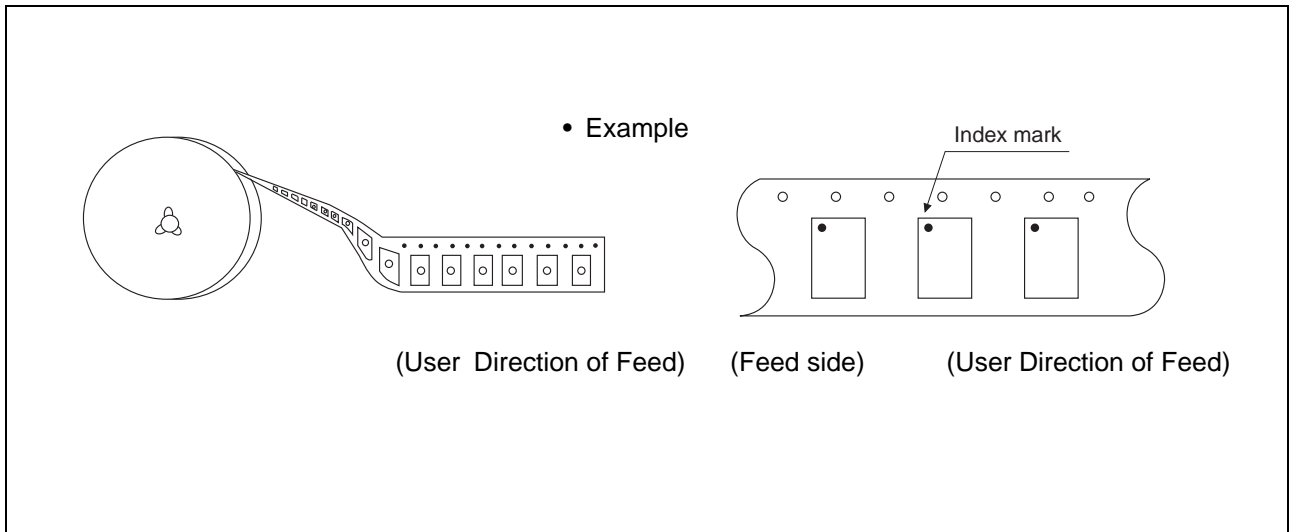 • Example
Index mark
(User Direction of Feed)
(Feed side)
(User Direction of Feed)